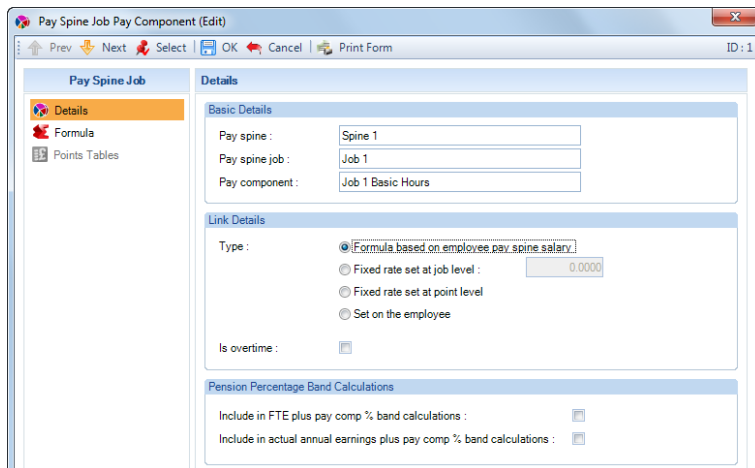 Pay Spine Job Pay Component (Edit)
Prev Next Select OK Cancel Print Form ID : 1
Pay Spine Job
Details
Details
Formula
Points Tables
Basic Details
Pay spine : Spine 1
Pay spine job : Job 1
Pay component : Job 1 Basic Hours
Link Details
Type : Formula based on employee pay spine salary
Fixed rate set at job level : 0.0000
Fixed rate set at point level
Set on the employee
Is overtime :
Pension Percentage Band Calculations
Include in FTE plus pay comp % band calculations :
Include in actual annual earnings plus pay comp % band calculations :